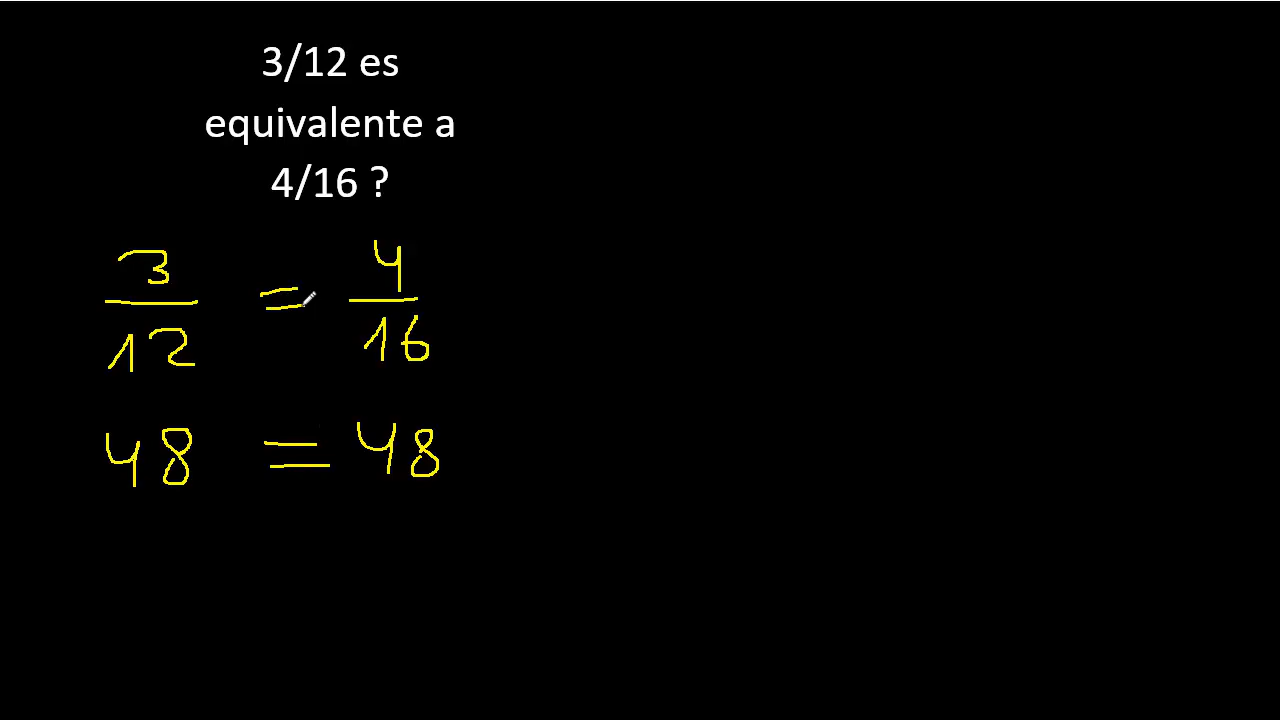 3/12 es
equivalente a
4/16 ?
3/12 = 4/16
48 = 48